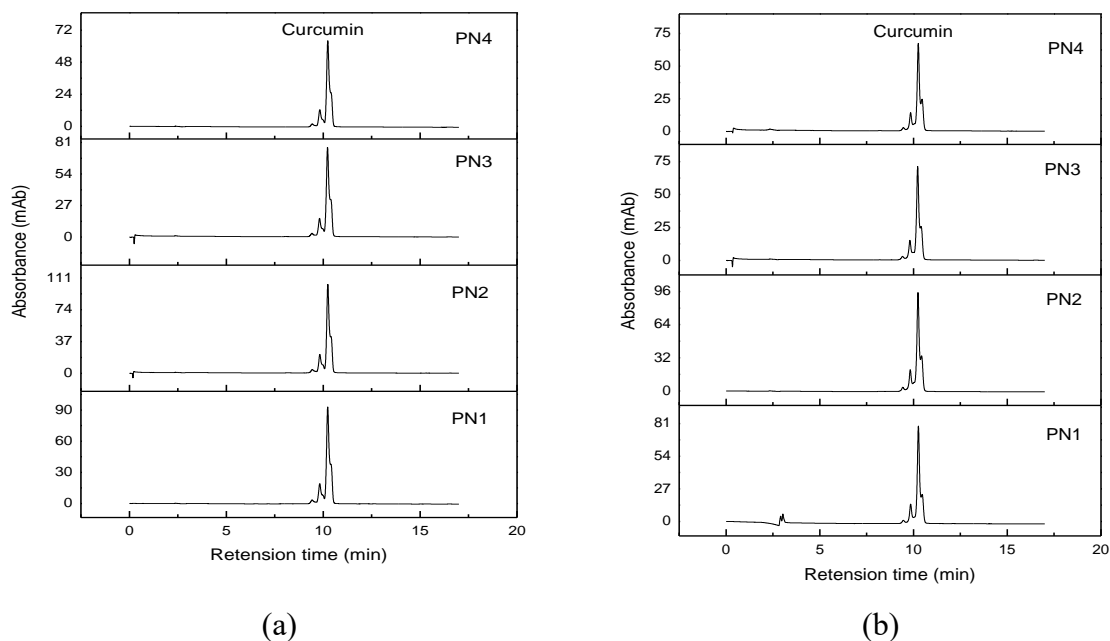 Curcumin
PN4
72
48
24
0
PN3
81
54
27
0
PN2
111
74
37
0
PN1
90
60
30
0
0 5 10 15 20
Absorbance (mAb)
Retension time (min)
(a)
Curcumin
PN4
75
50
25
0
PN3
75
50
25
0
PN2
96
64
32
0
PN1
81
54
27
0
0 5 10 15 20
Absorbance (mAb)
Retension time (min)
(b)